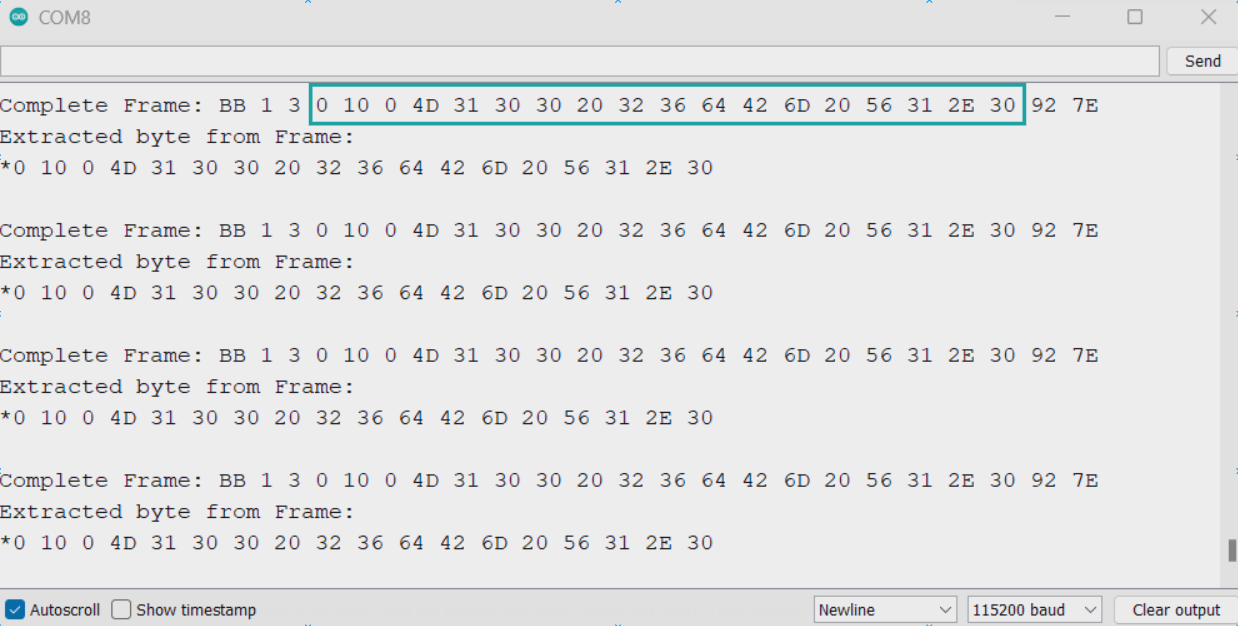 COM8
Send
Complete Frame: BB 1 3 0 10 0 4D 31 30 30 20 32 36 64 42 6D 20 56 31 2E 30 92 7E
Extracted byte from Frame:
*0 10 0 4D 31 30 30 20 32 36 64 42 6D 20 56 31 2E 30
Complete Frame: BB 1 3 0 10 0 4D 31 30 30 20 32 36 64 42 6D 20 56 31 2E 30 92 7E
Extracted byte from Frame:
*0 10 0 4D 31 30 30 20 32 36 64 42 6D 20 56 31 2E 30
Complete Frame: BB 1 3 0 10 0 4D 31 30 30 20 32 36 64 42 6D 20 56 31 2E 30 92 7E
Extracted byte from Frame:
*0 10 0 4D 31 30 30 20 32 36 64 42 6D 20 56 31 2E 30
Complete Frame: BB 1 3 0 10 0 4D 31 30 30 20 32 36 64 42 6D 20 56 31 2E 30 92 7E
Extracted byte from Frame:
*0 10 0 4D 31 30 30 20 32 36 64 42 6D 20 56 31 2E 30
Autoscroll Show timestamp Newline 115200 baud Clear output